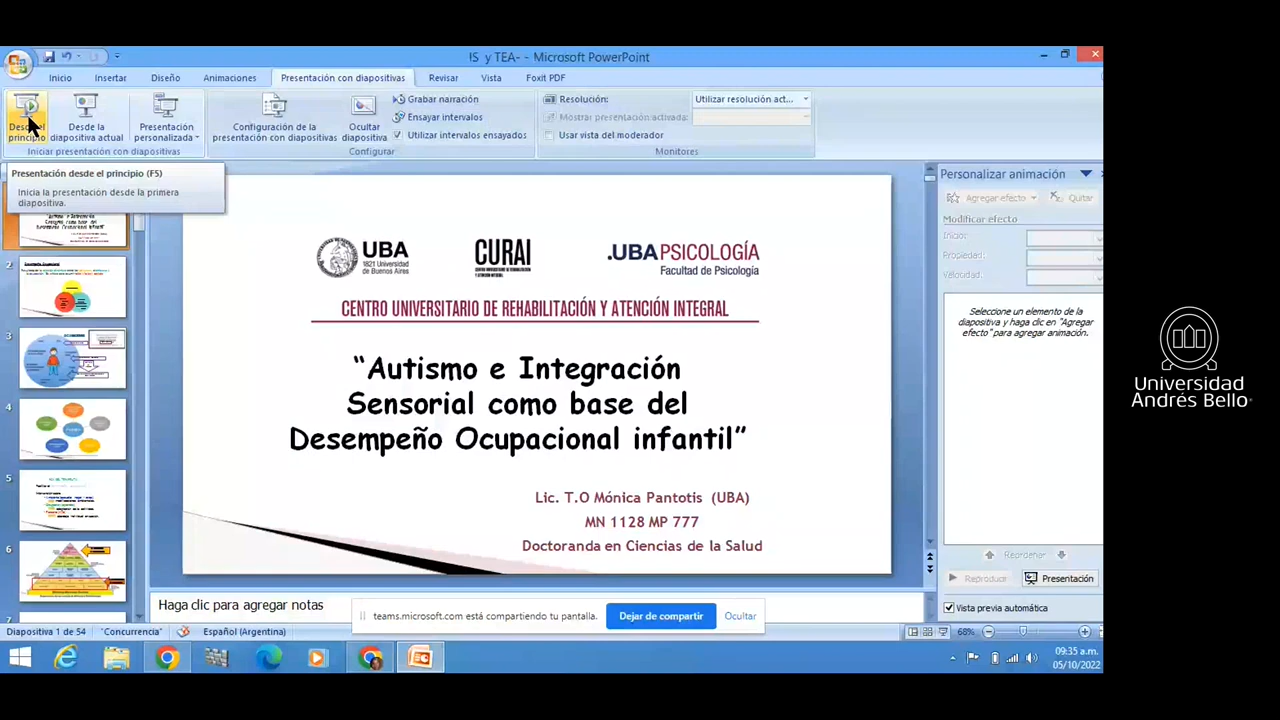 IS y TEA- - Microsoft PowerPoint
Inicio
Insertar
Diseño
Animaciones
Presentación con diapositivas
Revisar
Vista
Foxit PDF
Desde el
principio
Desde la
diapositiva actual
Presentación
personalizada
Iniciar presentación con diapositivas
Configuración de la
presentación con diapositivas
Ocultar
diapositiva
Grabar narración
Ensayar intervalos
Utilizar intervalos ensayados
Configurar
Resolución:
Utilizar resolución act...
Mostrar presentación activada:
Usar vista del moderador
Monitores
Presentación desde el principio (F5)
Inicia la presentación desde la primera
diapositiva.
2
3
4
5
6
UBA
1821 Universidad
de Buenos Aires
CURAI
.UBAPSICOLOGÍA
Facultad de Psicología
CENTRO UNIVERSITARIO DE REHABILITACIÓN Y ATENCIÓN INTEGRAL
“Autismo e Integración
Sensorial como base del
Desempeño Ocupacional infantil”
Lic. T.O Mónica Pantotis (UBA)
MN 1128 MP 777
Doctoranda en Ciencias de la Salud
Personalizar animación
Agregar efecto
Quitar
Modificar efecto
Inicio:
Propiedad:
Velocidad:
Seleccione un elemento de la
diapositiva y haga clic en "Agregar
efecto" para agregar animación.
Reordenar
Reproducir
Presentación
Vista previa automática
Haga clic para agregar notas
teams.microsoft.com está compartiendo tu pantalla.
Dejar de compartir
Ocultar
Diapositiva 1 de 54
"Concurrencia"
Español (Argentina)
68%
09:35 a.m.
05/10/2022
Universidad
Andrés Bello